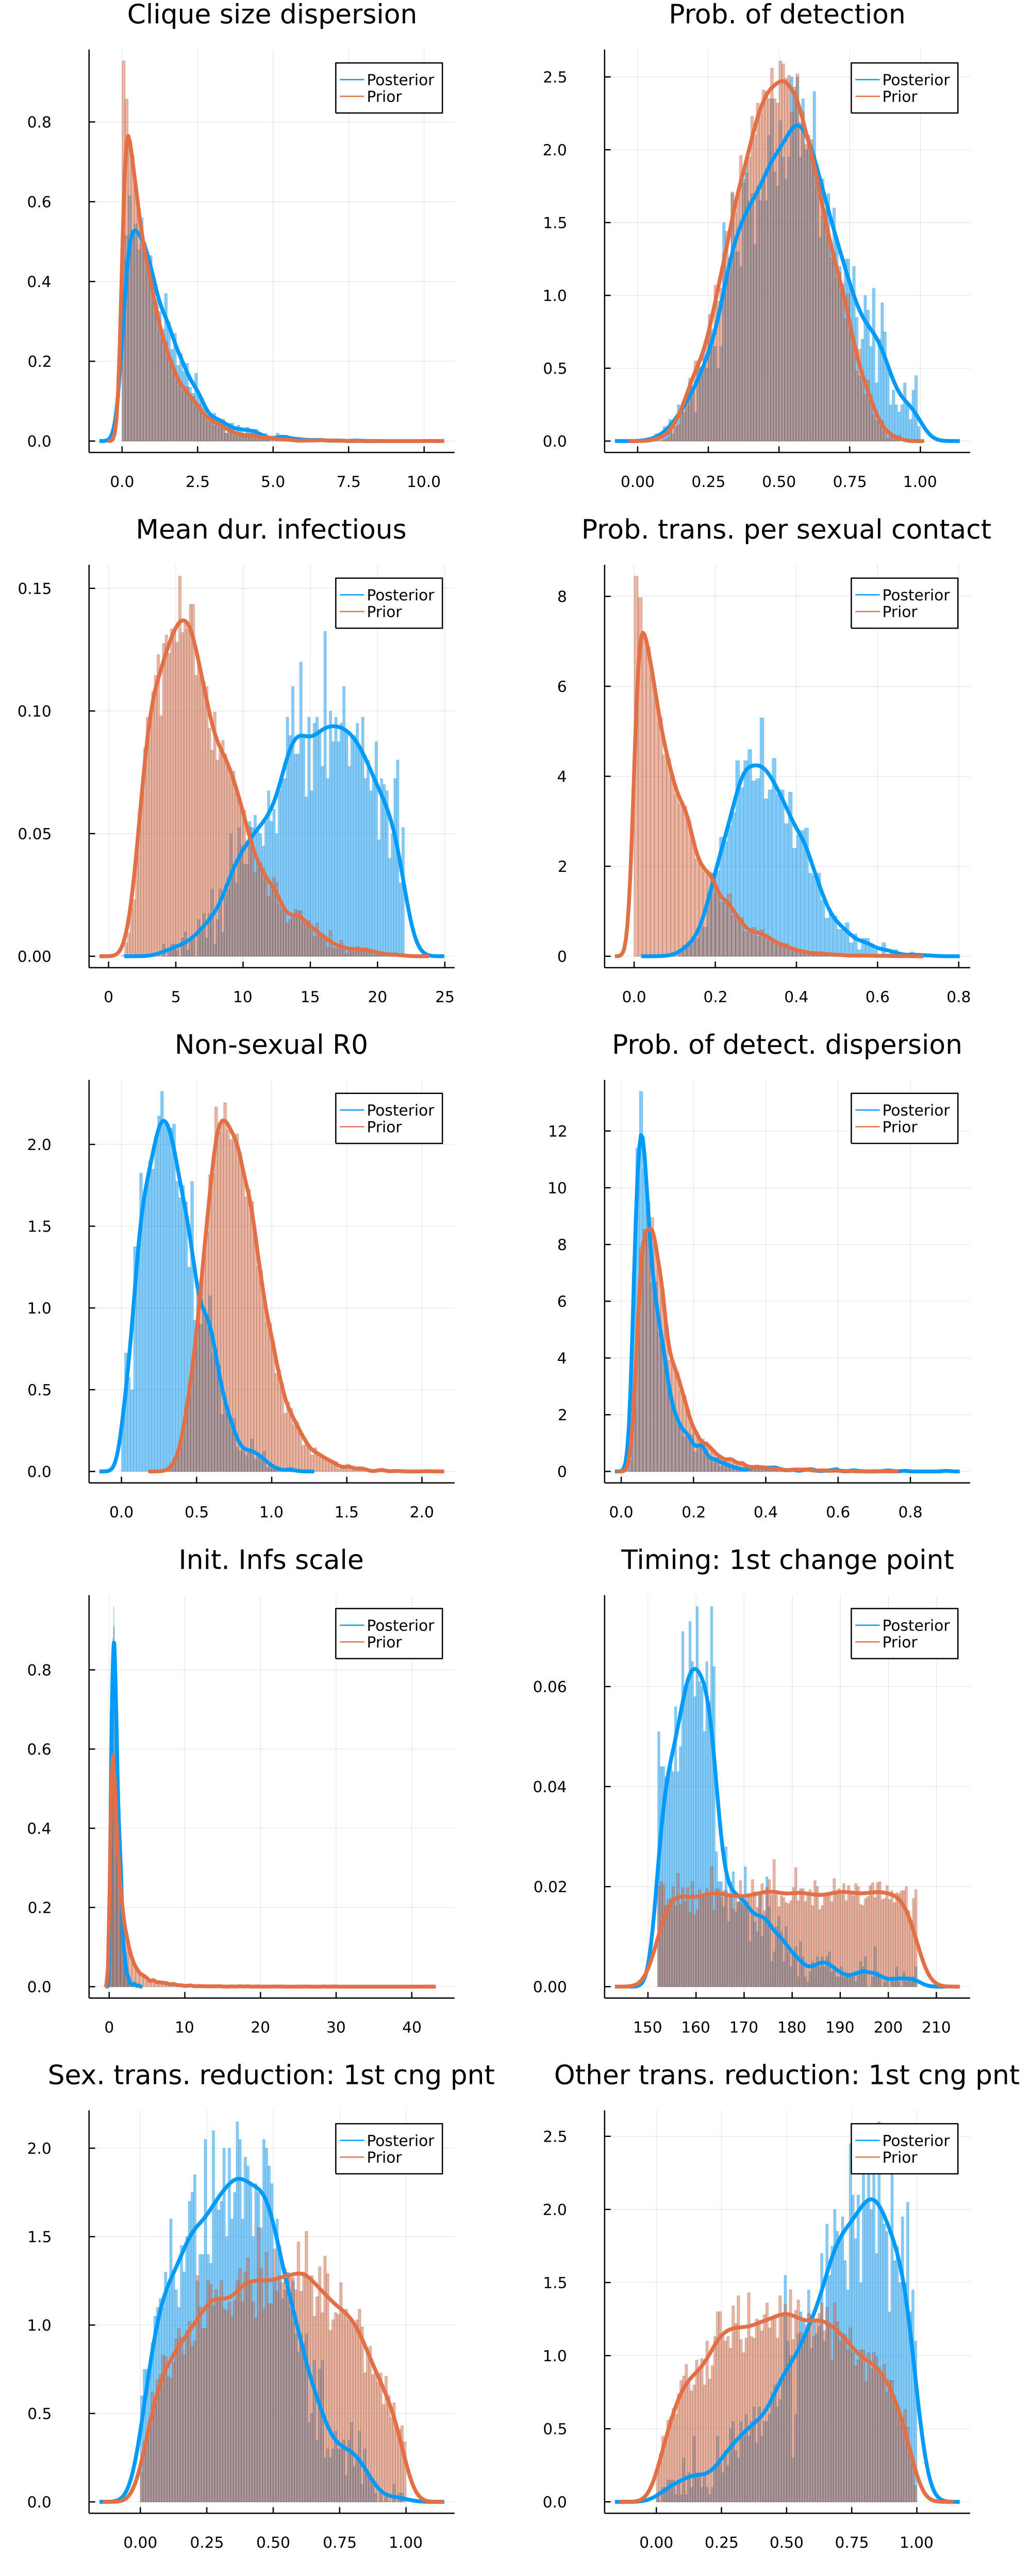 Clique size dispersion
Prob. of detection
Posterior
Prior
Posterior
Prior
0.8
0.6
0.4
0.2
0.0
2.5
2.0
1.5
1.0
0.5
0.0
0.0 2.5 5.0 7.5 10.0
0.00 0.25 0.50 0.75 1.00
Mean dur. infectious
Prob. trans. per sexual contact
Posterior
Prior
Posterior
Prior
0.15
0.10
0.05
0.00
8
6
4
2
0
0 5 10 15 20 25
0.0 0.2 0.4 0.6 0.8
Non-sexual R0
Prob. of detect. dispersion
Posterior
Prior
Posterior
Prior
2.0
1.5
1.0
0.5
0.0
12
10
8
6
4
2
0
0.0 0.5 1.0 1.5 2.0
0.0 0.2 0.4 0.6 0.8
Init. Infs scale
Timing: 1st change point
Posterior
Prior
Posterior
Prior
0.8
0.6
0.4
0.2
0.0
0.06
0.04
0.02
0.00
0 10 20 30 40
150 160 170 180 190 200 210
Sex. trans. reduction: 1st cng pnt
Other trans. reduction: 1st cng pnt
Posterior
Prior
Posterior
Prior
2.0
1.5
1.0
0.5
0.0
2.5
2.0
1.5
1.0
0.5
0.0
0.00 0.25 0.50 0.75 1.00
0.00 0.25 0.50 0.75 1.00